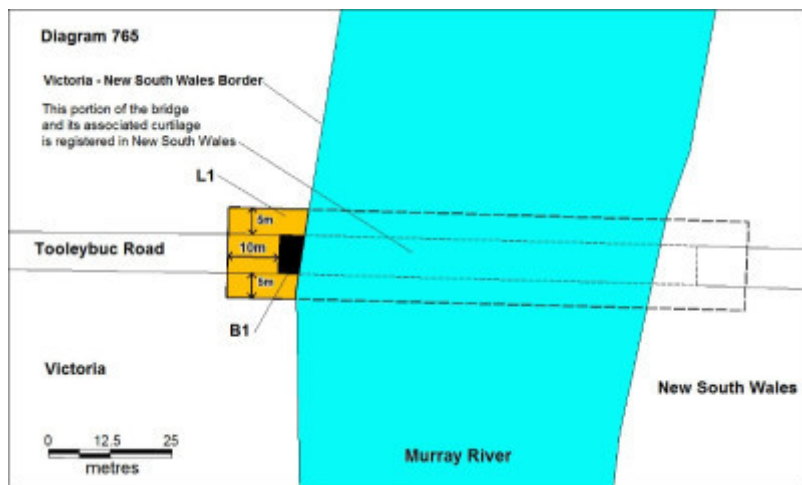 Diagram 765
Victoria - New South Wales Border
This portion of the bridge
and its associated curtilage
is registered in New South Wales
L1
5m
Tooleybuc Road
10m
5m
B1
Victoria
New South Wales
0 12.5 25
metres
Murray River